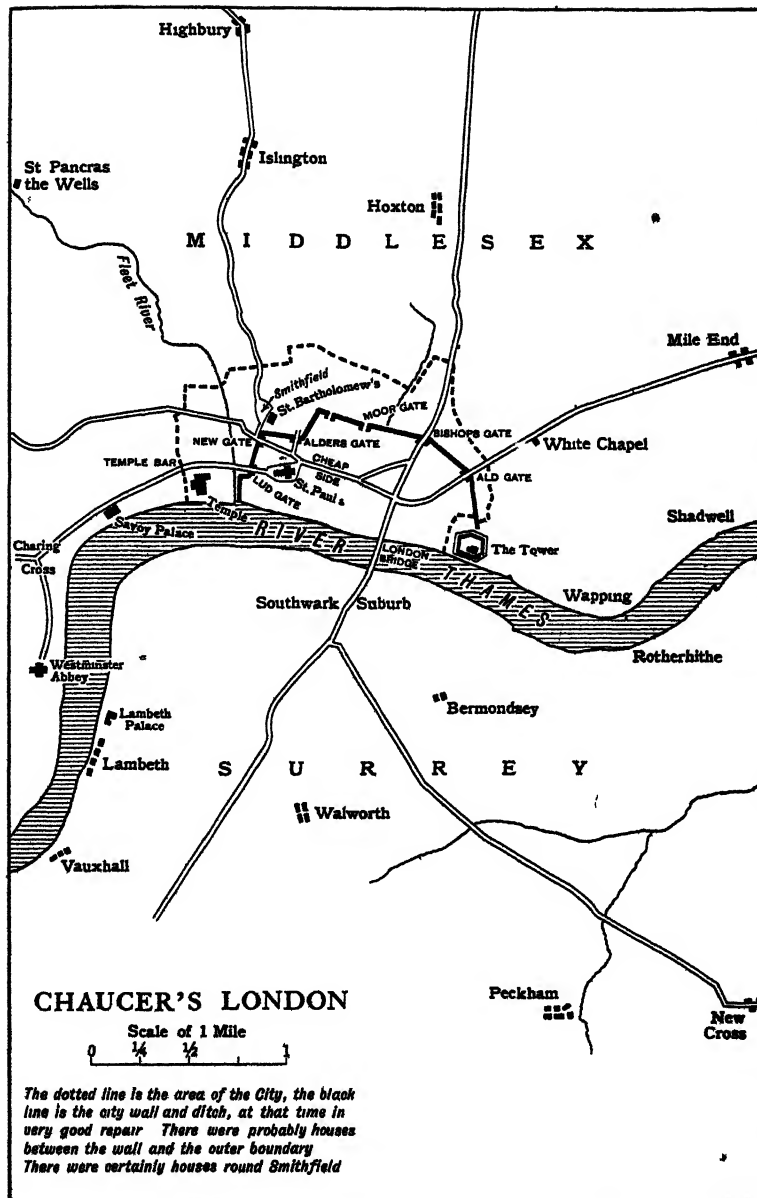 Highbury
Islington
St Pancras
the Wells
Hoxton
MIDDLESEX
Fleet River
Mile End
Smithfield
St. Bartholomew's
MOOR GATE
BISHOPS GATE
White Chapel
NEW GATE
ALDERS GATE
TEMPLE BAR
CHEAP
SIDE
ALD GATE
LUD GATE
St. Pauls
Temple
Savoy Palace
Shadwell
RIVER
THAMES
LONDON
BRIDGE
The Tower
Charing
Cross
Wapping
Southwark Suburb
Rotherhithe
Westminster
Abbey
Bermondsey
Lambeth
Palace
Lambeth
SURREY
Walworth
Vauxhall
Peckham
New
Cross
CHAUCER'S LONDON
Scale of 1 Mile
0 ¼ ½ 1
The dotted line is the area of the City, the black
line is the city wall and ditch, at that time in
very good repair There were probably houses
between the wall and the outer boundary
There were certainly houses round Smithfield